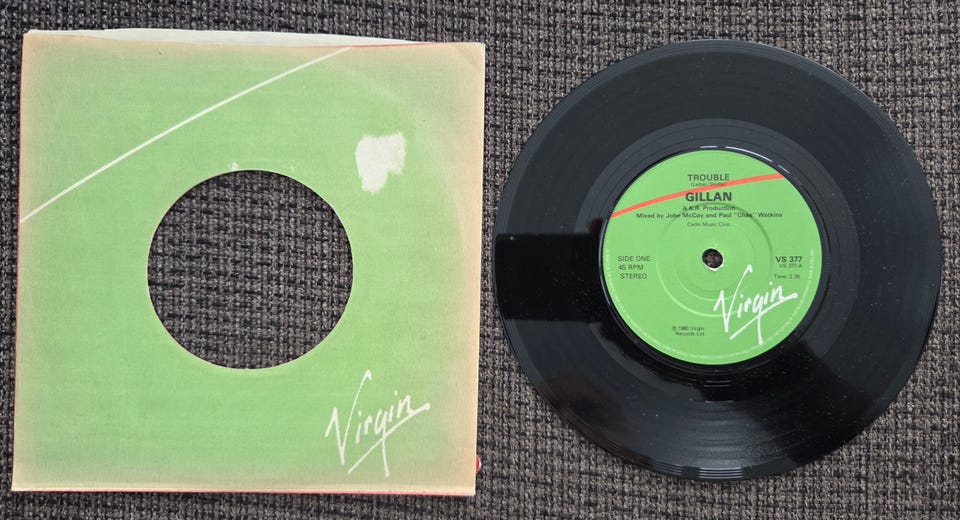 Virgin
TROUBLE
(Leiber/Stoller)
GILLAN
A.K.R. Production
Mixed by John McCoy and Paul "Chas" Watkins
Carlin Music Corp.
SIDE ONE
45 RPM
STEREO
VS 377
VS 377-A
Time: 2.39
Virgin
℗ 1980 Virgin
Records Ltd